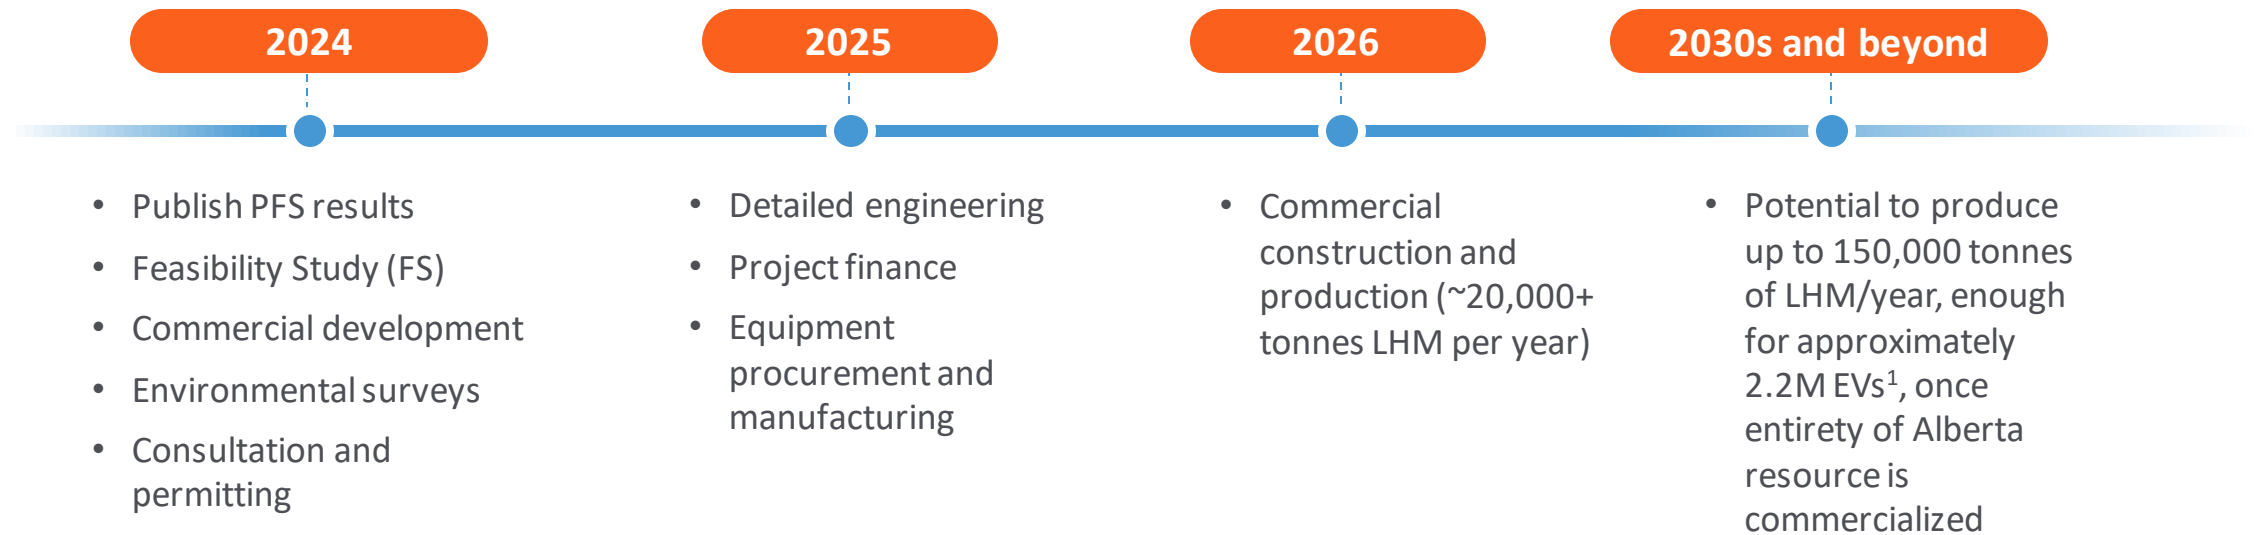 2024
• Publish PFS results
• Feasibility Study (FS)
• Commercial development
• Environmental surveys
• Consultation and
permitting
2025
• Detailed engineering
• Project finance
• Equipment
procurement and
manufacturing
2026
• Commercial
construction and
production (~20,000+
tonnes LHM per year)
2030s and beyond
• Potential to produce
up to 150,000 tonnes
of LHM/year, enough
for approximately
2.2M EVs¹, once
entirety of Alberta
resource is
commercialized